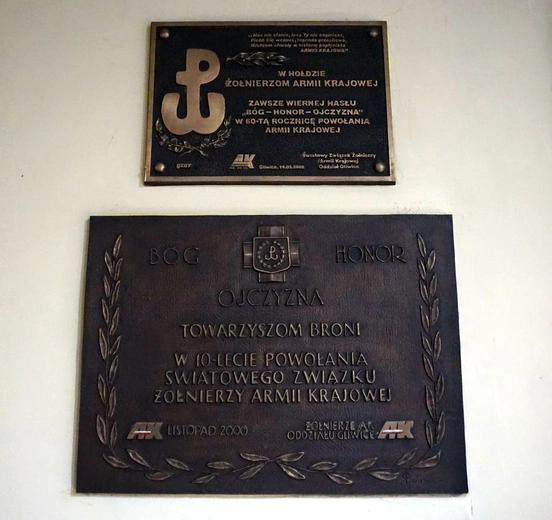 W HOŁDZIE
ŻOŁNIERZOM ARMII KRAJOWEJ
ZAWSZE WIERNEJ HASŁU
„BÓG – HONOR – OJCZYZNA”
W 60-TĄ ROCZNICĘ POWOŁANIA
ARMII KRAJOWEJ
AK
Światowy Związek Żołnierzy
Armii Krajowej
Oddział Gliwice
BÓG HONOR
OJCZYZNA
TOWARZYSZOM BRONI
W 10-LECIE POWOŁANIA
ŚWIATOWEGO ZWIĄZKU
ŻOŁNIERZY ARMII KRAJOWEJ
AK LISTOPAD 2000
ŻOŁNIERZE AK
ODDZIAŁU GLIWICE AK